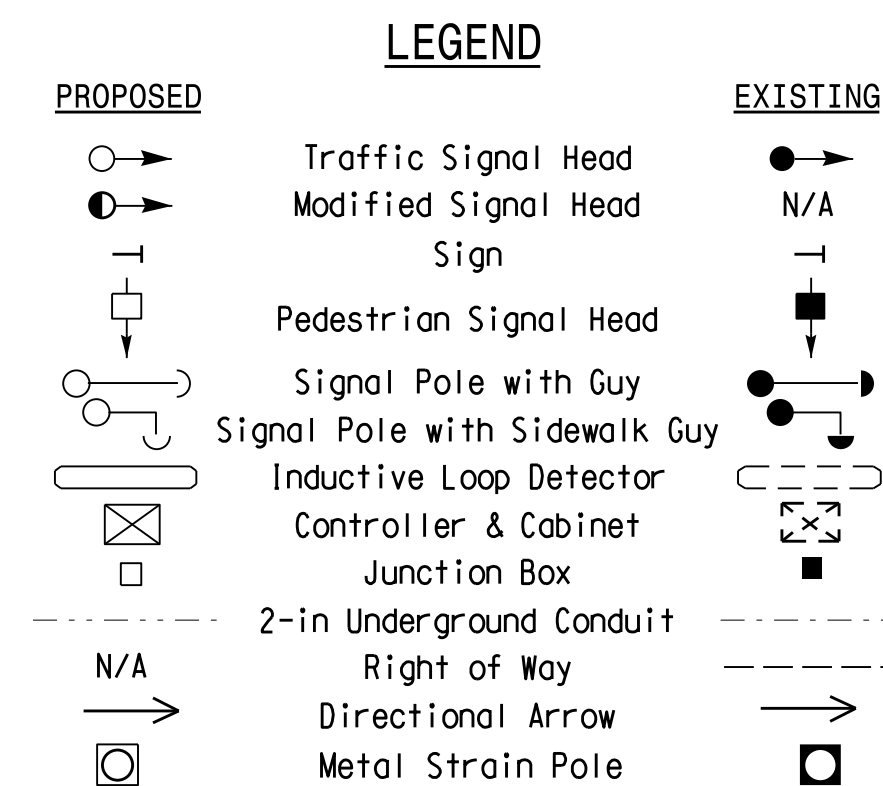 LEGEND
PROPOSED EXISTING
Traffic Signal Head
Modified Signal Head N/A
Sign
Pedestrian Signal Head
Signal Pole with Guy
Signal Pole with Sidewalk Guy
Inductive Loop Detector
Controller & Cabinet
Junction Box
2-in Underground Conduit
N/A Right of Way
Directional Arrow
Metal Strain Pole